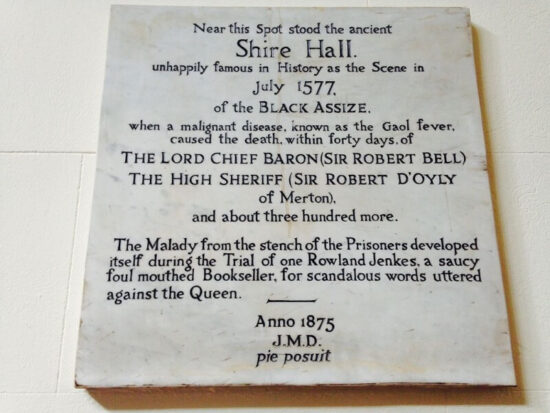 Near this Spot stood the ancient
Shire Hall.
unhappily famous in History as the Scene in
July 1577,
of the BLACK ASSIZE,
when a malignant disease, known as the Gaol fever,
caused the death, within forty days, of
THE LORD CHIEF BARON (SIR ROBERT BELL)
THE HIGH SHERIFF (SIR ROBERT D'OYLY
of Merton),
and about three hundred more.
The Malady from the stench of the Prisoners developed
itself during the Trial of one Rowland Jenkes, a saucy
foul mouthed Bookseller, for scandalous words uttered
against the Queen.
Anno 1875
J.M.D.
pie posuit